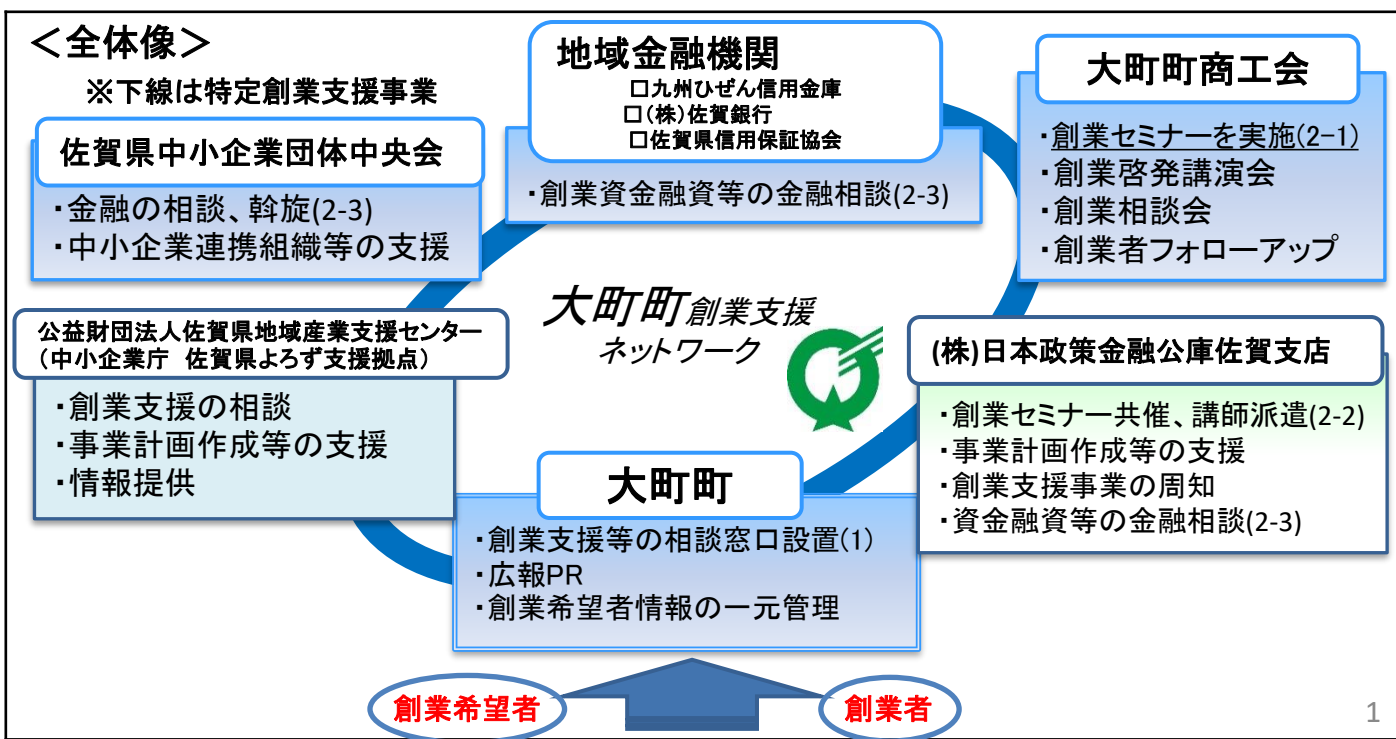 ＜全体像＞
※下線は特定創業支援事業
地域金融機関
□九州ひぜん信用金庫
□(株)佐賀銀行
□佐賀県信用保証協会
・創業資金融資等の金融相談(2-3)
大町町商工会
・創業セミナーを実施(2-1)
・創業啓発講演会
・創業相談会
・創業者フォローアップ
佐賀県中小企業団体中央会
・金融の相談、斡旋(2-3)
・中小企業連携組織等の支援
大町町創業支援
ネットワーク
公益財団法人佐賀県地域産業支援センター
（中小企業庁　佐賀県よろず支援拠点）
・創業支援の相談
・事業計画作成等の支援
・情報提供
(株)日本政策金融公庫佐賀支店
・創業セミナー共催、講師派遣(2-2)
・事業計画作成等の支援
・創業支援事業の周知
・資金融資等の金融相談(2-3)
大町町
・創業支援等の相談窓口設置(1)
・広報PR
・創業希望者情報の一元管理
創業希望者
創業者
1